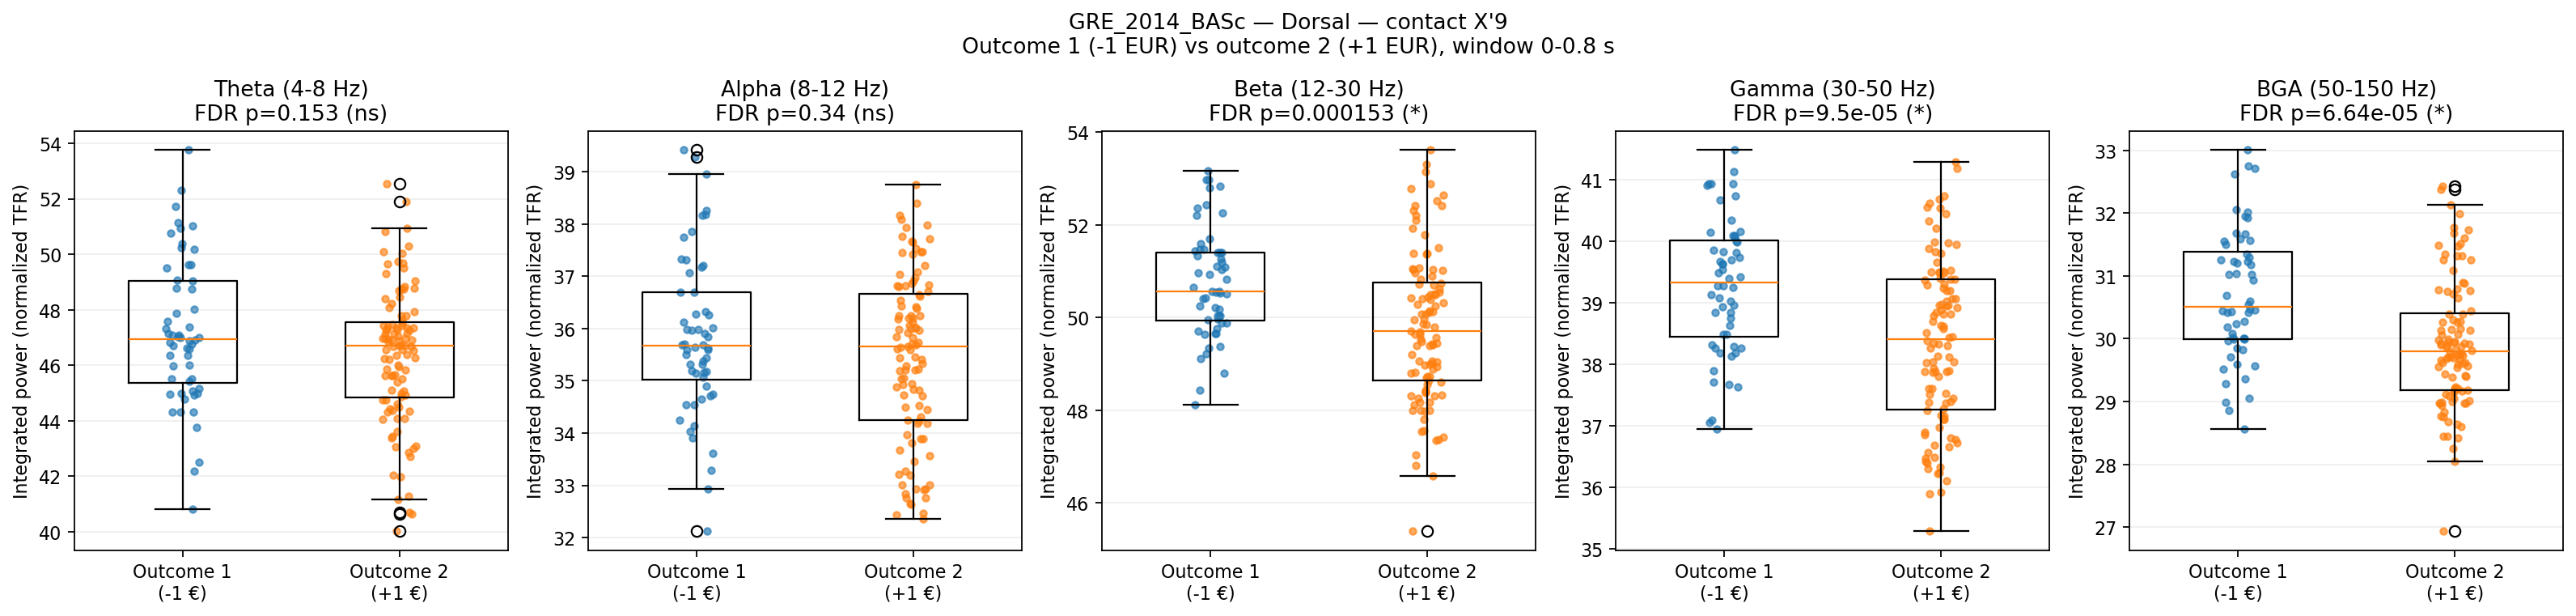 GRE_2014_BASc — Dorsal — contact X'9
Outcome 1 (-1 EUR) vs outcome 2 (+1 EUR), window 0-0.8 s
Theta (4-8 Hz)
FDR p=0.153 (ns)
Integrated power (normalized TFR)
54
52
50
48
46
44
42
40
Outcome 1
(-1 €)
Outcome 2
(+1 €)
Alpha (8-12 Hz)
FDR p=0.34 (ns)
Integrated power (normalized TFR)
39
38
37
36
35
34
33
32
Outcome 1
(-1 €)
Outcome 2
(+1 €)
Beta (12-30 Hz)
FDR p=0.000153 (*)
Integrated power (normalized TFR)
54
52
50
48
46
Outcome 1
(-1 €)
Outcome 2
(+1 €)
Gamma (30-50 Hz)
FDR p=9.5e-05 (*)
Integrated power (normalized TFR)
41
40
39
38
37
36
35
Outcome 1
(-1 €)
Outcome 2
(+1 €)
BGA (50-150 Hz)
FDR p=6.64e-05 (*)
Integrated power (normalized TFR)
33
32
31
30
29
28
27
Outcome 1
(-1 €)
Outcome 2
(+1 €)